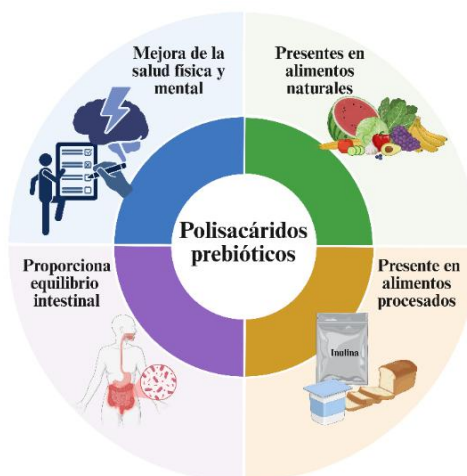 Mejora de la
salud física y
mental
Presentes en
alimentos
naturales
Polisacáridos
prebióticos
Proporciona
equilibrio
intestinal
Presente en
alimentos
procesados
Inulina